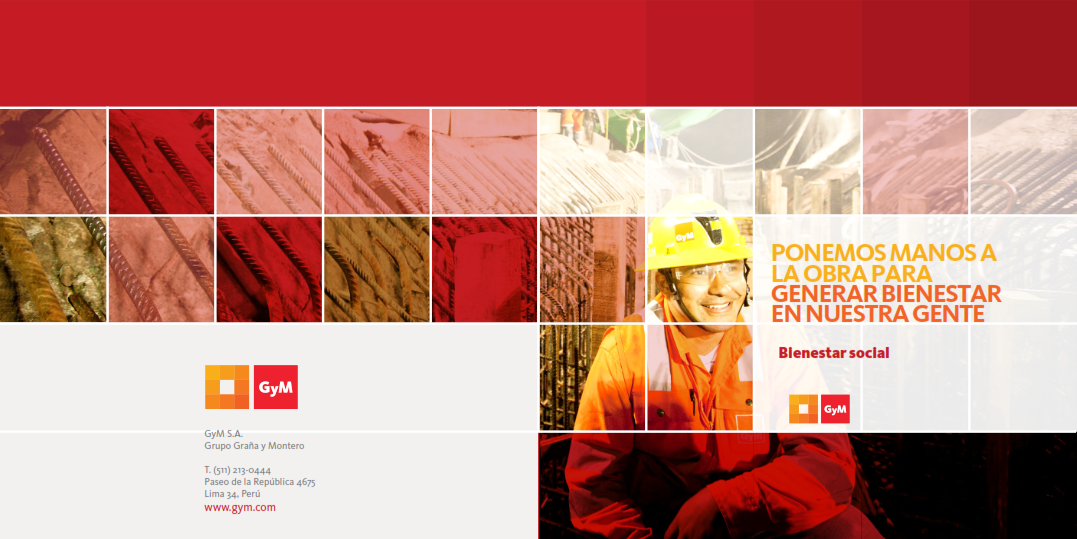 GyM
GyM S.A.
Grupo Graña y Montero
T. (511) 213-0444
Paseo de la República 4675
Lima 34, Perú
www.gym.com
GyM
PONEMOS MANOS A
LA OBRA PARA
GENERAR BIENESTAR
EN NUESTRA GENTE
Bienestar social
GyM